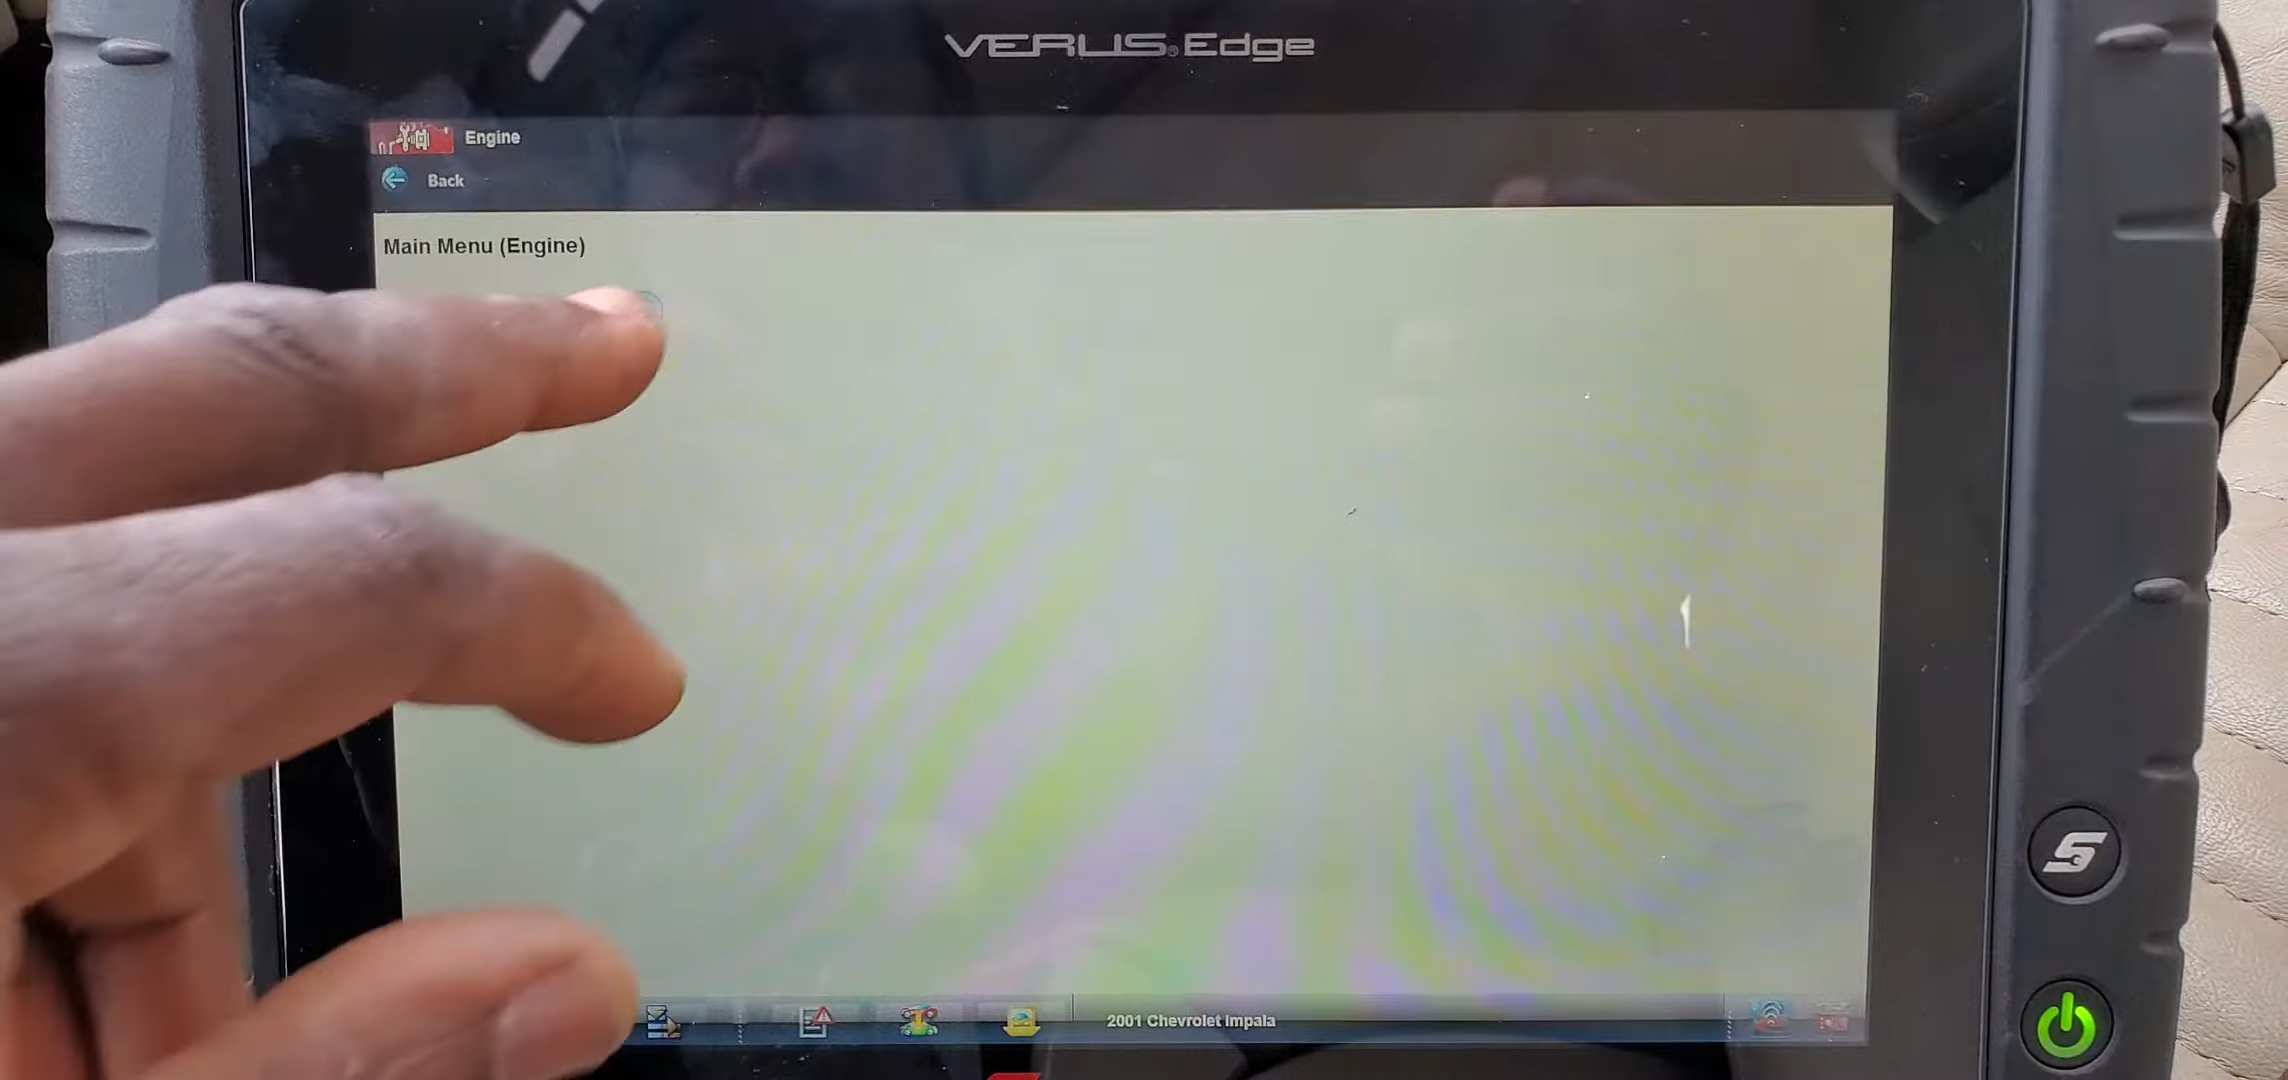 VERUS® Edge
Engine
Back
Main Menu (Engine)
2001 Chevrolet Impala